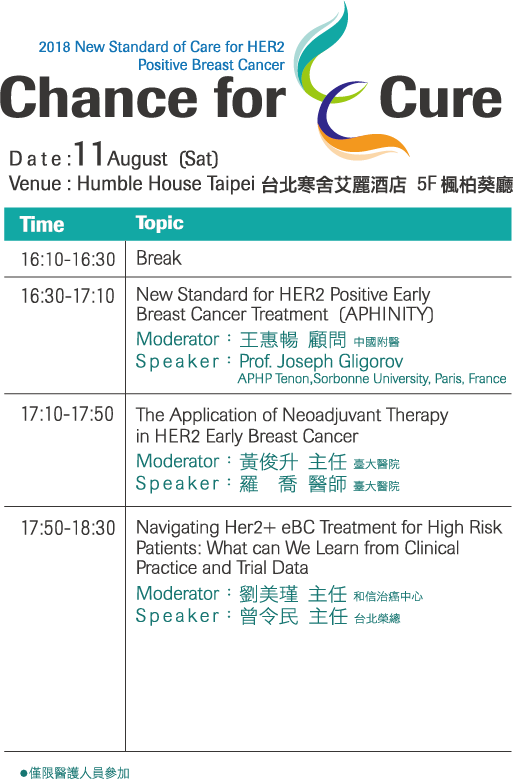 2018 New Standard of Care for HER2
Positive Breast Cancer
Chance for Cure
Date:11 August (Sat)
Venue : Humble House Taipei 台北寒舍艾麗酒店 5F 楓柏葵廳
Time Topic
16:10-16:30 Break
16:30-17:10 New Standard for HER2 Positive Early
Breast Cancer Treatment (APHINITY)
Moderator : 王惠暢 顧問 中國附醫
Speaker : Prof. Joseph Gligorov
APHP Tenon,Sorbonne University, Paris, France
17:10-17:50 The Application of Neoadjuvant Therapy
in HER2 Early Breast Cancer
Moderator : 黃俊升 主任 臺大醫院
Speaker : 羅 喬 醫師 臺大醫院
17:50-18:30 Navigating Her2+ eBC Treatment for High Risk
Patients: What can We Learn from Clinical
Practice and Trial Data
Moderator : 劉美瑾 主任 和信治癌中心
Speaker : 曾令民 主任 台北榮總
●僅限醫護人員參加